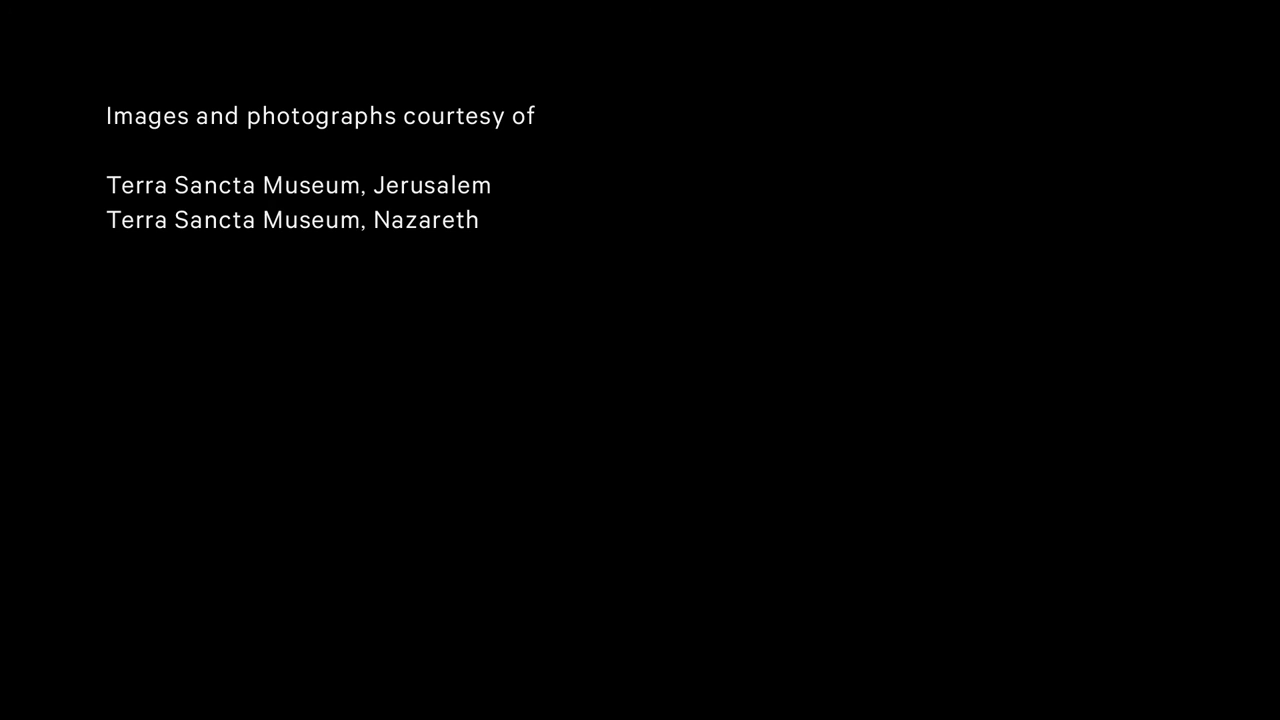 Images and photographs courtesy of
Terra Sancta Museum, Jerusalem
Terra Sancta Museum, Nazareth